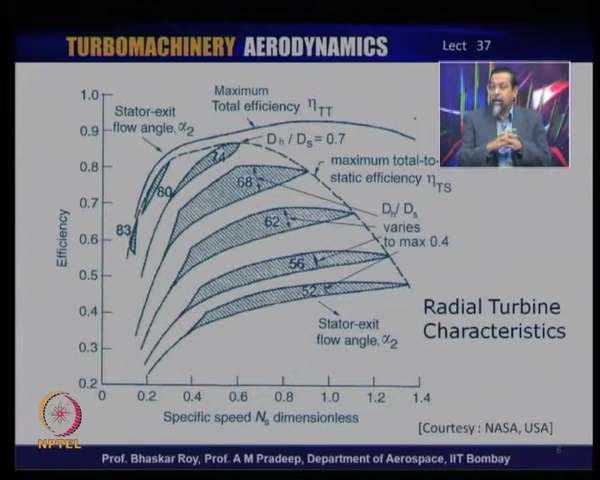 TURBOMACHINERY AERODYNAMICS
Lect 37
1.0
0.9
0.8
0.7
0.6
0.5
0.4
0.3
0.2
Efficiency
Maximum
Total efficiency ηTT
Stator-exit
flow angle, α2
Dh / Ds = 0.7
maximum total-to-
static efficiency ηTS
Dh/ Ds
varies
to max 0.4
83
80
74
68
62
56
52
Stator-exit
flow angle, α2
0 0.2 0.4 0.6 0.8 1.0 1.2 1.4
Specific speed Ns dimensionless
Radial Turbine
Characteristics
[Courtesy : NASA, USA]
NPTEL
Prof. Bhaskar Roy, Prof. A M Pradeep, Department of Aerospace, IIT Bombay
6